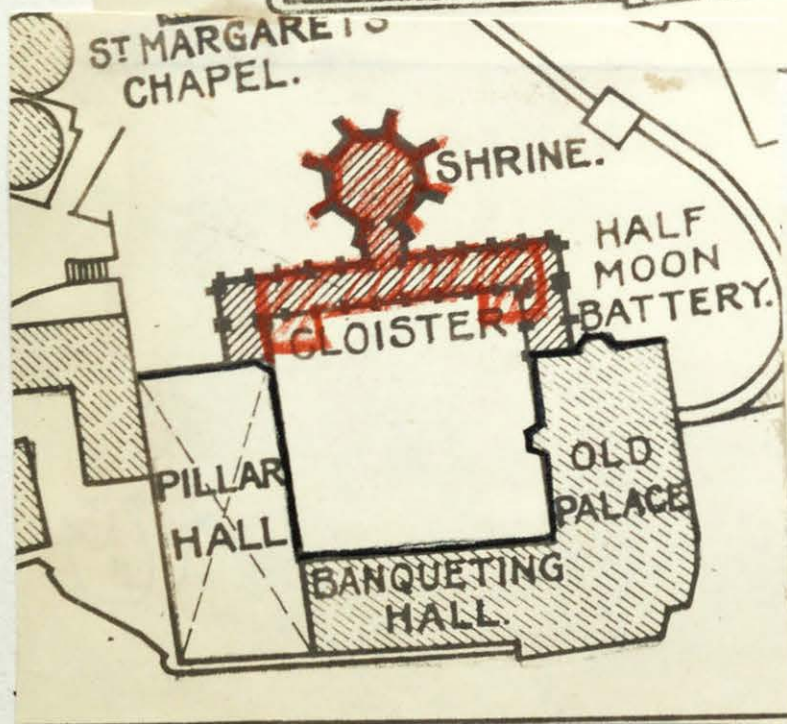 ST MARGARETS
CHAPEL.
SHRINE.
HALF
MOON
BATTERY.
CLOISTER
PILLAR
HALL
OLD
PALACE
BANQUETING
HALL.